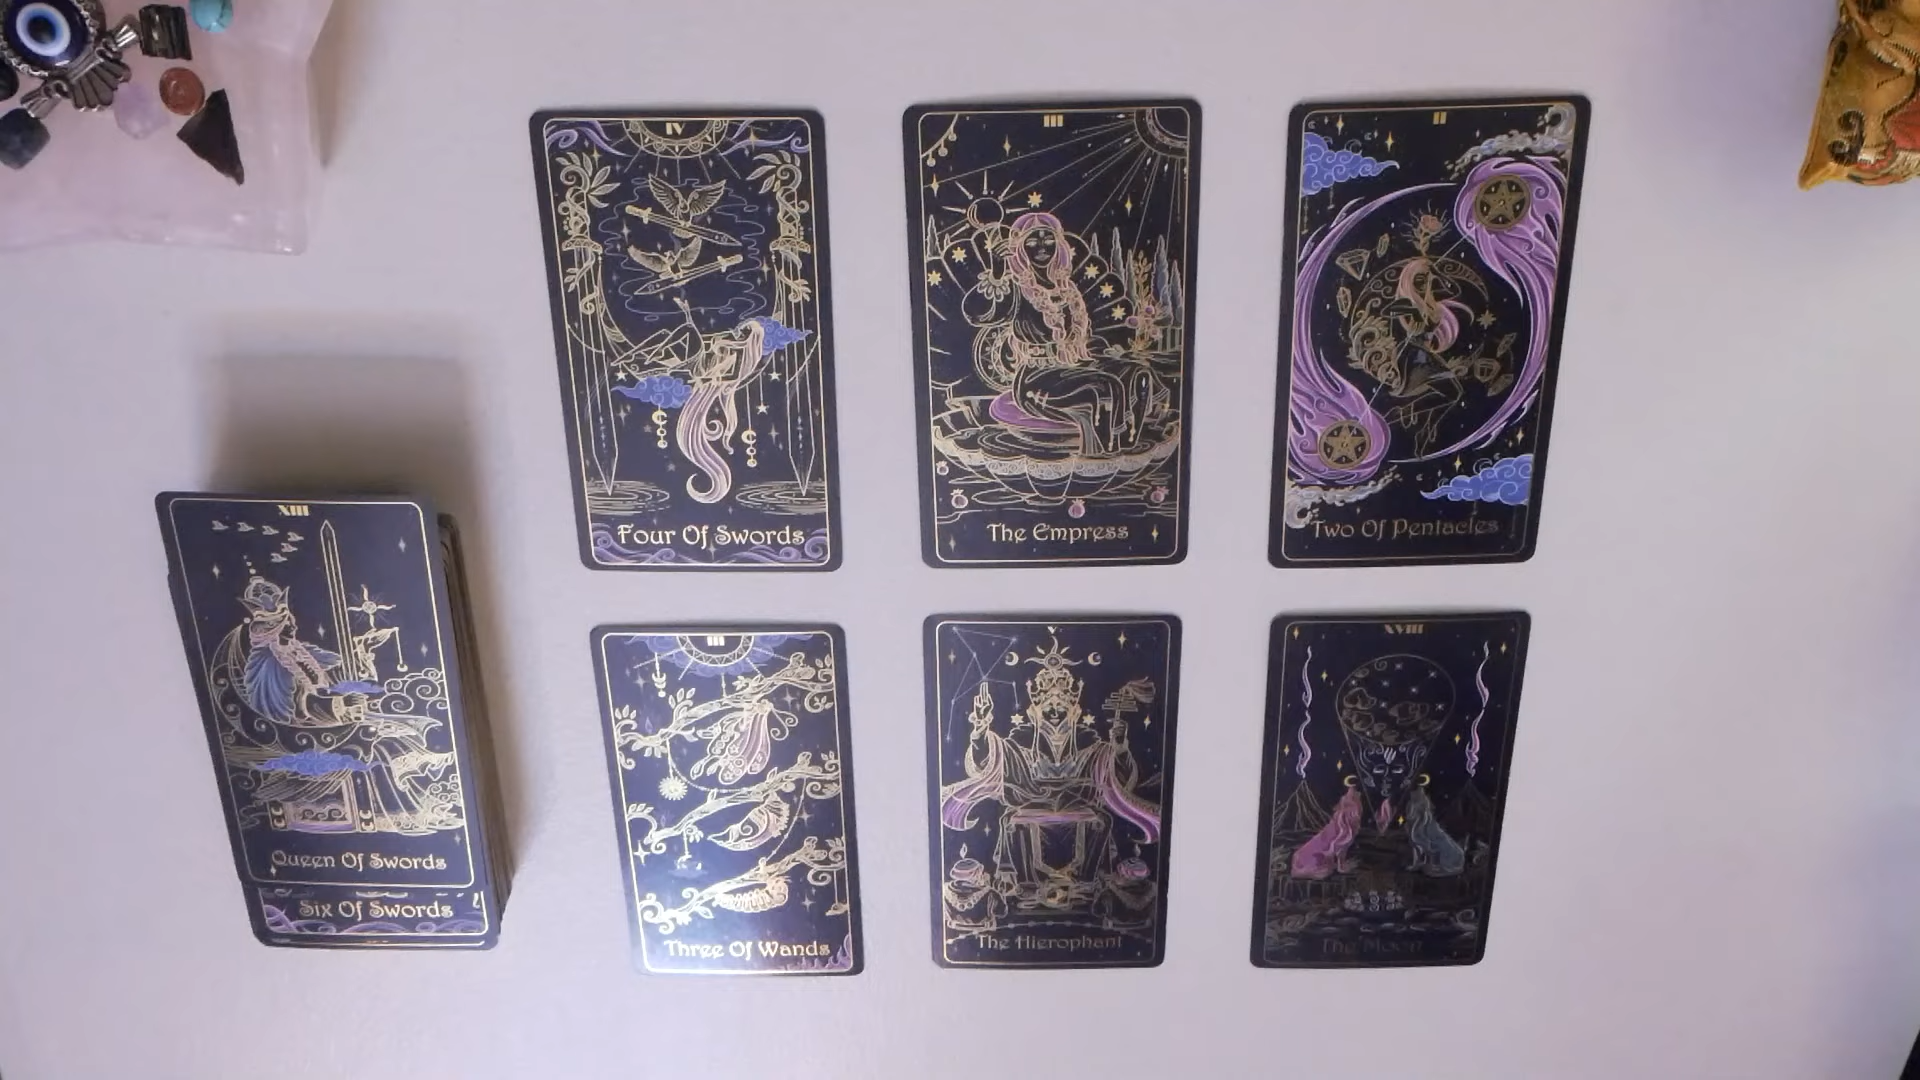 IV
Four Of Swords
III
The Empress
II
Two Of Pentacles
XIII
Queen Of Swords
Six Of Swords
III
Three Of Wands
V
The Hierophant
XVIII
The Moon